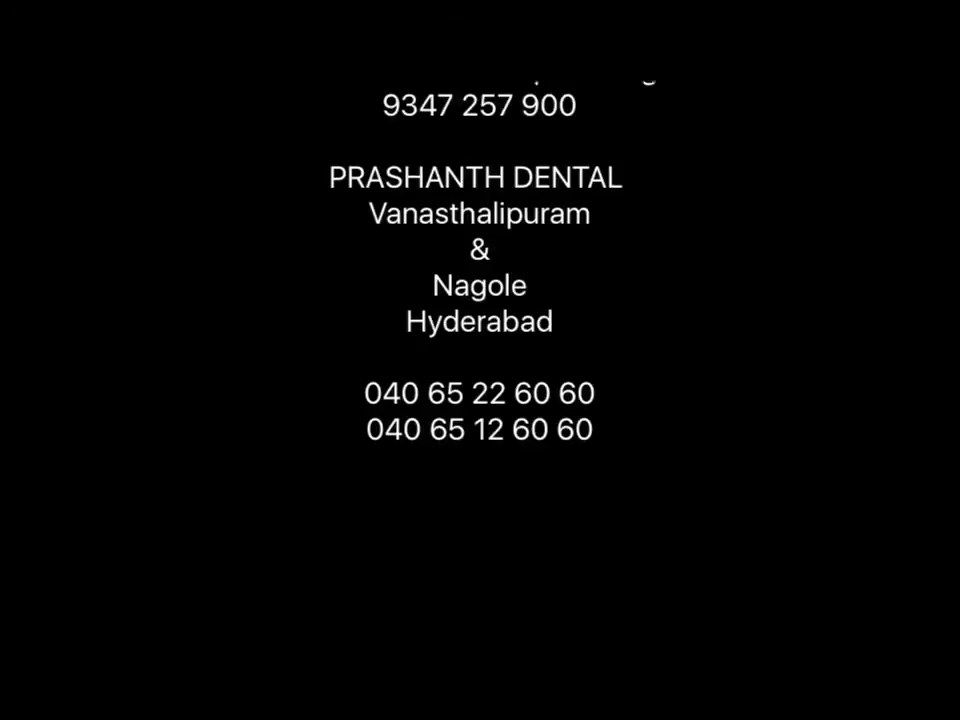 9347 257 900
PRASHANTH DENTAL
Vanasthalipuram
&
Nagole
Hyderabad
040 65 22 60 60
040 65 12 60 60